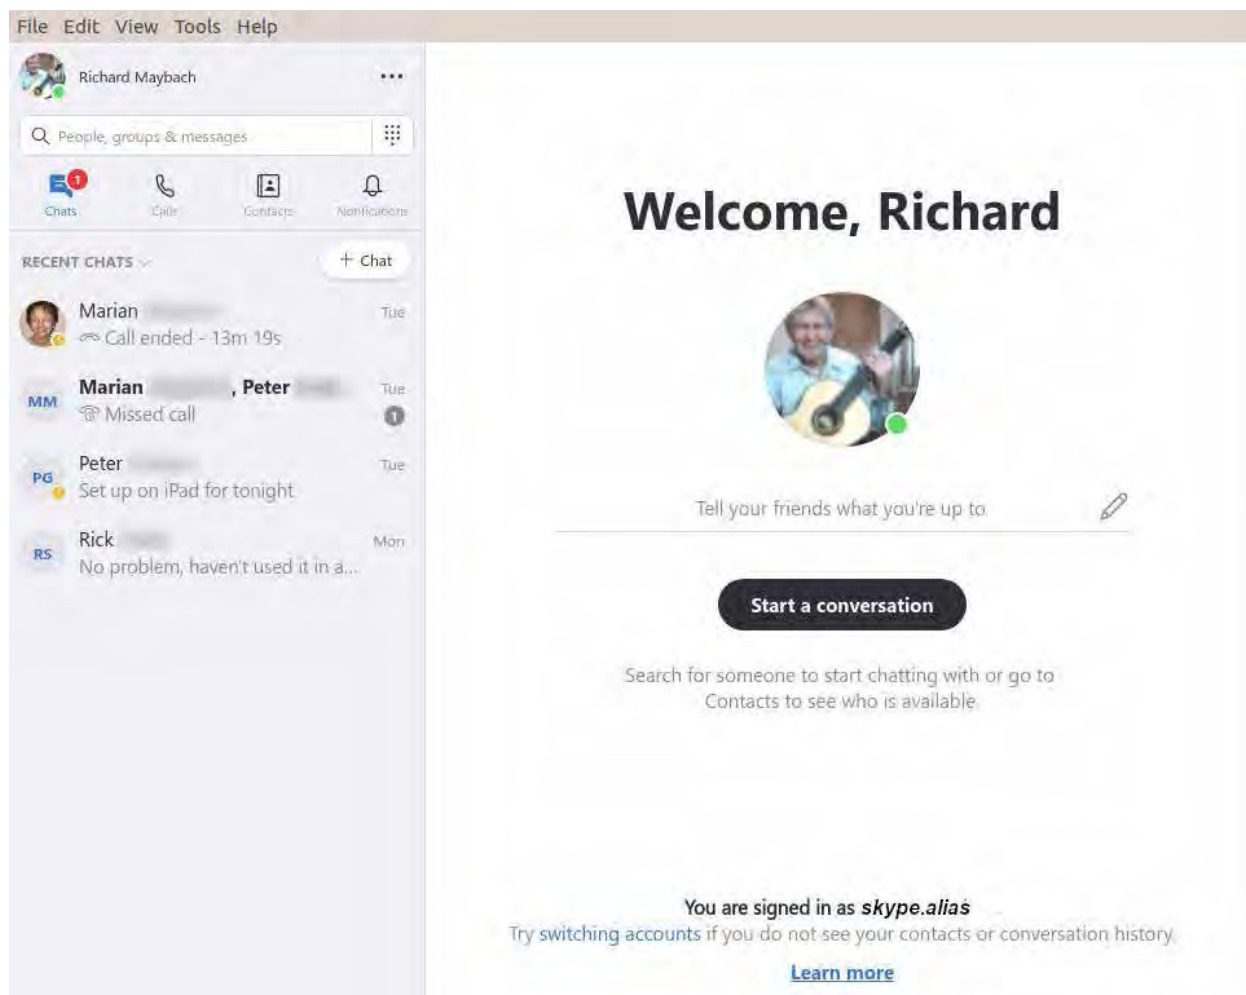 File Edit View Tools Help
Richard Maybach
People, groups & messages
1
Chats Calls Contacts Notifications
RECENT CHATS + Chat
Marian Tue
Call ended - 13m 19s
MM Marian , Peter Tue
Missed call 1
PG Peter Tue
Set up on iPad for tonight
RS Rick Mon
No problem, haven't used it in a...
Welcome, Richard
Tell your friends what you're up to
Start a conversation
Search for someone to start chatting with or go to
Contacts to see who is available.
You are signed in as skype.alias
Try switching accounts if you do not see your contacts or conversation history.
Learn more